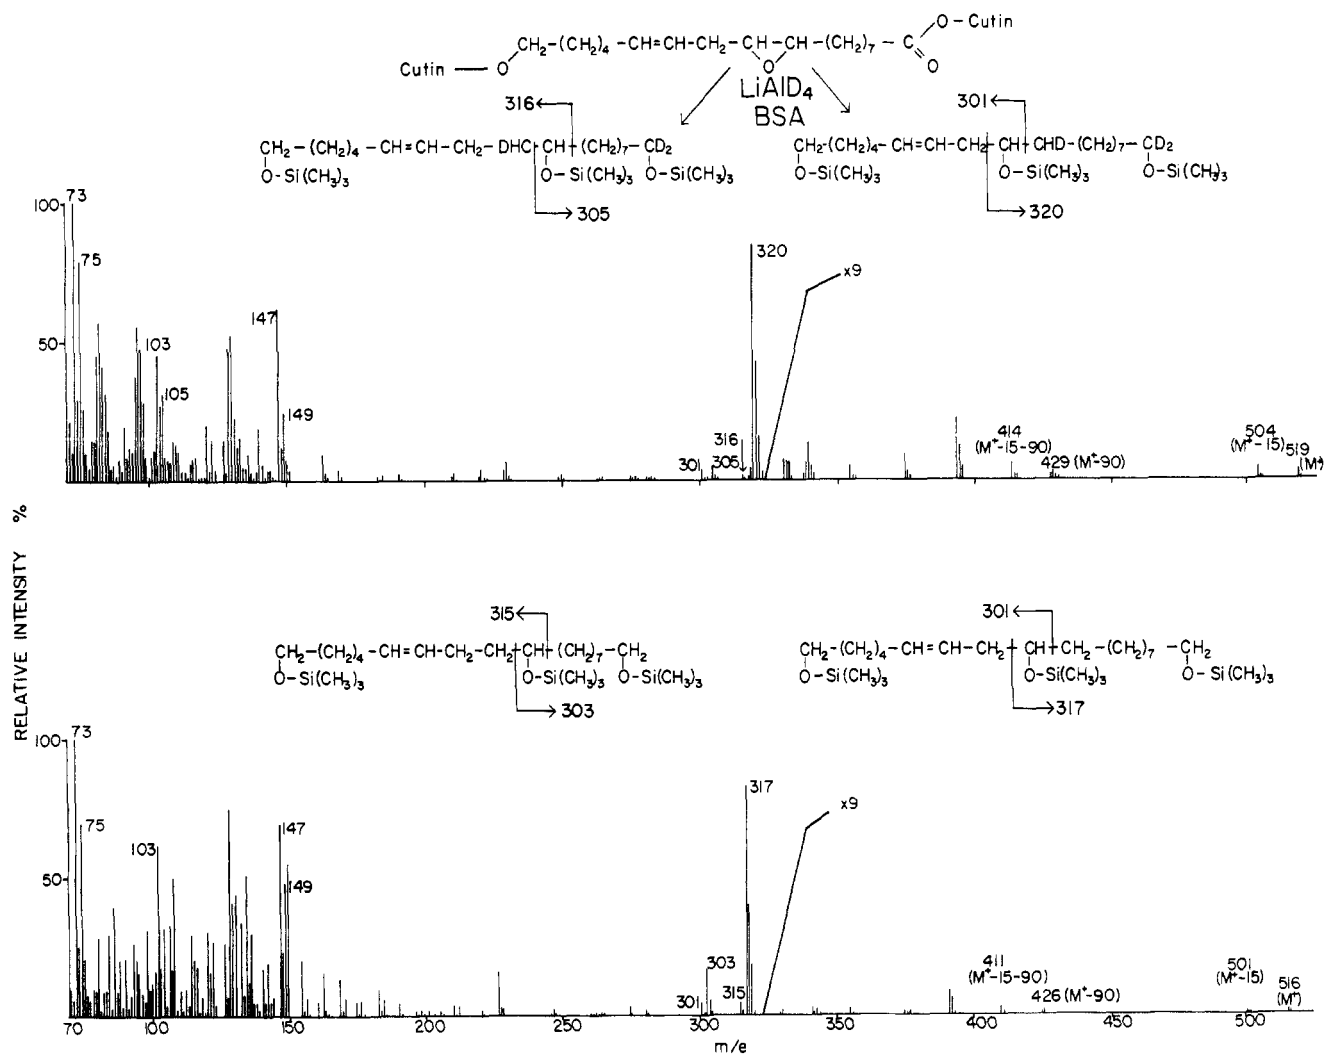 O-Cutin
CH₂-(CH₂)₄-CH=CH-CH₂-CH-CH-(CH₂)₇-C
Cutin — O
O
O
LiAlD₄
BSA
316
301
CH₂-(CH₂)₄-CH=CH-CH₂-DHC CH (CH₂)₇-CD₂
O-Si(CH₃)₃ O-Si(CH₃)₃ O-Si(CH₃)₃
305
CH₂-(CH₂)₄-CH=CH-CH₂ CH CHD-(CH₂)₇-CD₂
O-Si(CH₃)₃ O-Si(CH₃)₃ O-Si(CH₃)₃
320
100
73
75
320
x9
147
50
103
105
149
301
316
305
414
(M⁺-15-90)
429 (M⁺-90)
504
(M⁺-15)
519
(M⁺)
RELATIVE INTENSITY %
315
301
CH₂-(CH₂)₄-CH=CH-CH₂-CH₂ CH (CH₂)₇-CH₂
O-Si(CH₃)₃ O-Si(CH₃)₃ O-Si(CH₃)₃
303
CH₂-(CH₂)₄-CH=CH-CH₂ CH CH₂-(CH₂)₇-CH₂
O-Si(CH₃)₃ O-Si(CH₃)₃ O-Si(CH₃)₃
317
100
73
75
317
x9
103
147
50
149
301
303
315
411
(M⁺-15-90)
426 (M⁺-90)
501
(M⁺-15)
516
(M⁺)
70 100 150 200 250 300 350 400 450 500
m/e